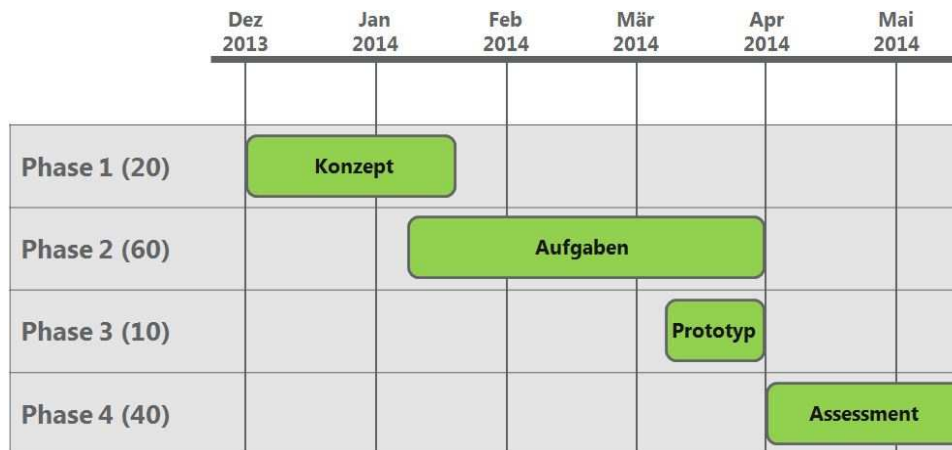 Dez Jan Feb Mär Apr Mai
2013 2014 2014 2014 2014 2014
Phase 1 (20) Konzept
Phase 2 (60) Aufgaben
Phase 3 (10) Prototyp
Phase 4 (40) Assessment